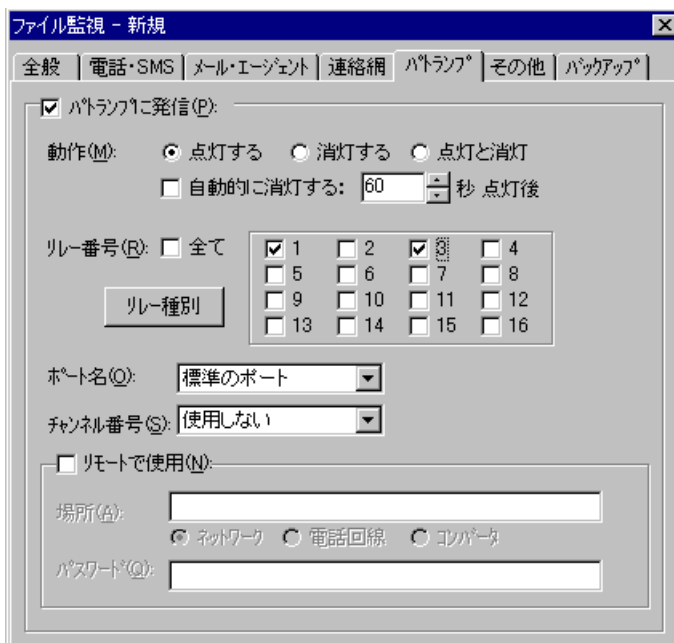 ファイル監視 - 新規
全般 電話・SMS メール・エージェント 連絡網 パトランプ その他 バックアップ
パトランプに発信(P):
動作(M): 点灯する 消灯する 点灯と消灯
自動的に消灯する: 60 秒 点灯後
リレー番号(R): 全て 1 2 3 4
5 6 7 8
リレー種別 9 10 11 12
13 14 15 16
ポート名(O): 標準のポート
チャンネル番号(S): 使用しない
リモートで使用(N):
場所(A):
ネットワーク 電話回線 コンバータ
パスワード(Q):